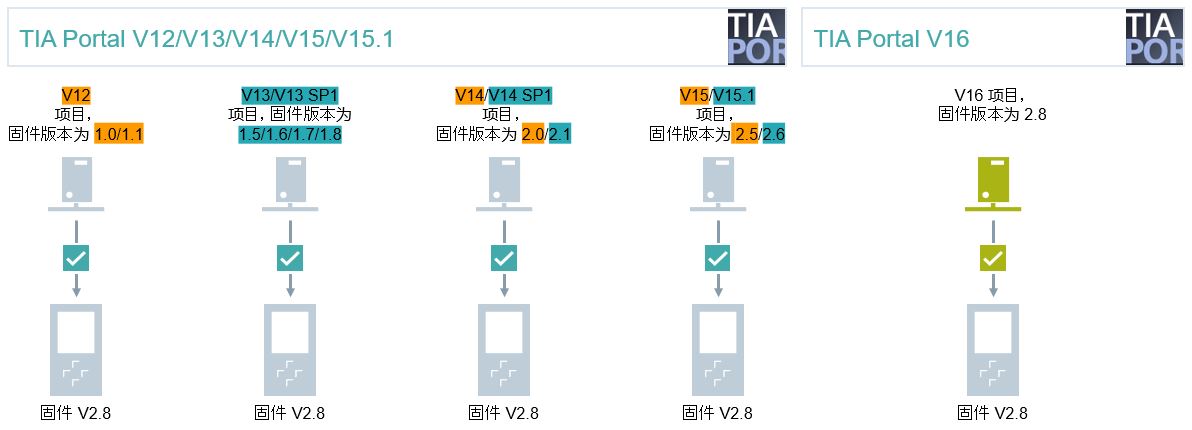 TIA Portal V12/V13/V14/V15/V15.1
TIA
POR
TIA Portal V16
TIA
POR
V12
项目，
固件版本为 1.0/1.1
V13/V13 SP1
项目，固件版本为
1.5/1.6/1.7/1.8
V14/V14 SP1
项目，
固件版本为 2.0/2.1
V15/V15.1
项目，
固件版本为 2.5/2.6
V16 项目，
固件版本为 2.8
固件 V2.8
固件 V2.8
固件 V2.8
固件 V2.8
固件 V2.8